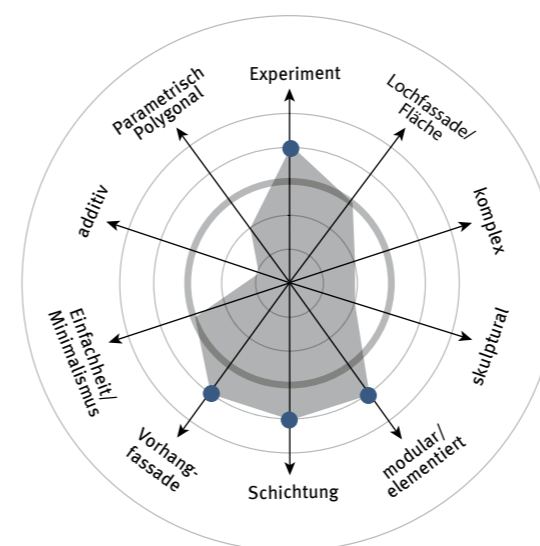 Experiment
Lochfassade/
Fläche
komplex
skulptural
modular/
elementiert
Schichtung
Vorhang-
fassade
Einfachheit/
Minimalismus
additiv
Parametrisch
Polygonal